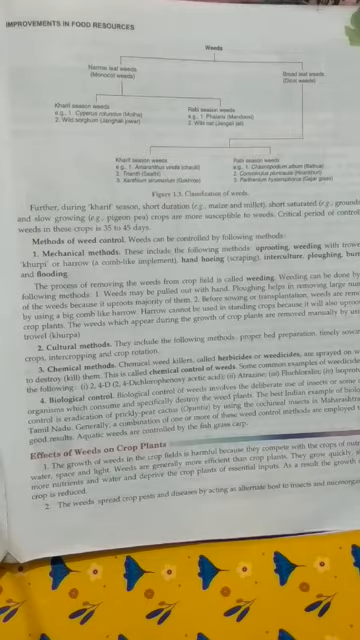 IMPROVEMENTS IN FOOD RESOURCES
Weeds
Narrow leaf weeds
(Monocot weeds)
Broad leaf weeds
(Dicot weeds)
Kharif season weeds
e.g., 1. Cyperus rotundus (Motha)
2. Wild sorghum (Janghali jowar)
Rabi season weeds
e.g., 1. Phalaris (Mandoosi)
2. Wild oat (Jangali jai)
Kharif season weeds
e.g., 1. Amaranthus viridis (chauli)
2. Trianth (Saathi)
3. Xanthium strumarium (Gokhroo)
Rabi season weeds
e.g., 1. Chenopodium album (Bathua)
2. Convolvulus
3. Parthenium hysterophorus (Gajar grass)
Figure 1.3. Classification of weeds.
Further, during 'kharif' season, short duration (e.g., maize and millet), short saturated (e.g., ground
and slow growing (e.g., pigeon pea) crops are more susceptible to weeds. Critical period of control
weeds in these crops is 35 to 45 days.
Methods of weed control. Weeds can be controlled by following methods:
1. Mechanical methods. These include the following methods: uprooting, weeding with trow
'khurpi' or harrow (a comb-like implement), hand hoeing (scraping), interculture, ploughing, burn
and flooding.
The process of removing the weeds from crop field is called weeding. Weeding can be done by
following methods: 1. Weeds may be pulled out with hand. Ploughing helps in removing large num
of the weeds because it uproots majority of them. 2. Before sowing or transplantation, weeds are rem
by using a big comb like harrow. Harrow cannot be used in standing crops because it will also uproot
crop plants. The weeds which appear during the growth of crop plants are removed manually by us
trowel (khurpa)
2. Cultural methods. They include the following methods: proper bed preparation, timely sowin
crops, intercropping and crop rotation.
3. Chemical methods. Chemical weed killers, called herbicides or weedicides, are sprayed on w
to destroy (kill) them. This is called chemical control of weeds. Some common examples of weedicide
the following: (i) 2, 4-D (2, 4-Dichlorophenoxy acetic acid); (ii) Atrazine; (iii) Fluchloralin; (iv) Isopro
4. Biological control. Biological control of weeds involves the deliberate use of insects or some
organisms which consume and specifically destroy the weed plants. The best Indian example of biolo
control is eradication of prickly-pear cactus (Opuntia) by using the cochineal insects in Maharashtra
Tamil Nadu. Generally, a combination of one or more of these weed control methods are employed
good results. Aquatic weeds are controlled by the fish grass carp.
Effects of Weeds on Crop Plants
1. The growth of weeds in the crop fields is harmful because they compete with the crops of nutr
water, space and light. Weeds are generally more efficient than crop plants. They grow quickly, a
more nutrients and water and deprive the crop plants of essential inputs. As a result the growth
crop is reduced.
2. The weeds spread crop pests and diseases by acting as alternate host to insects and microorgan